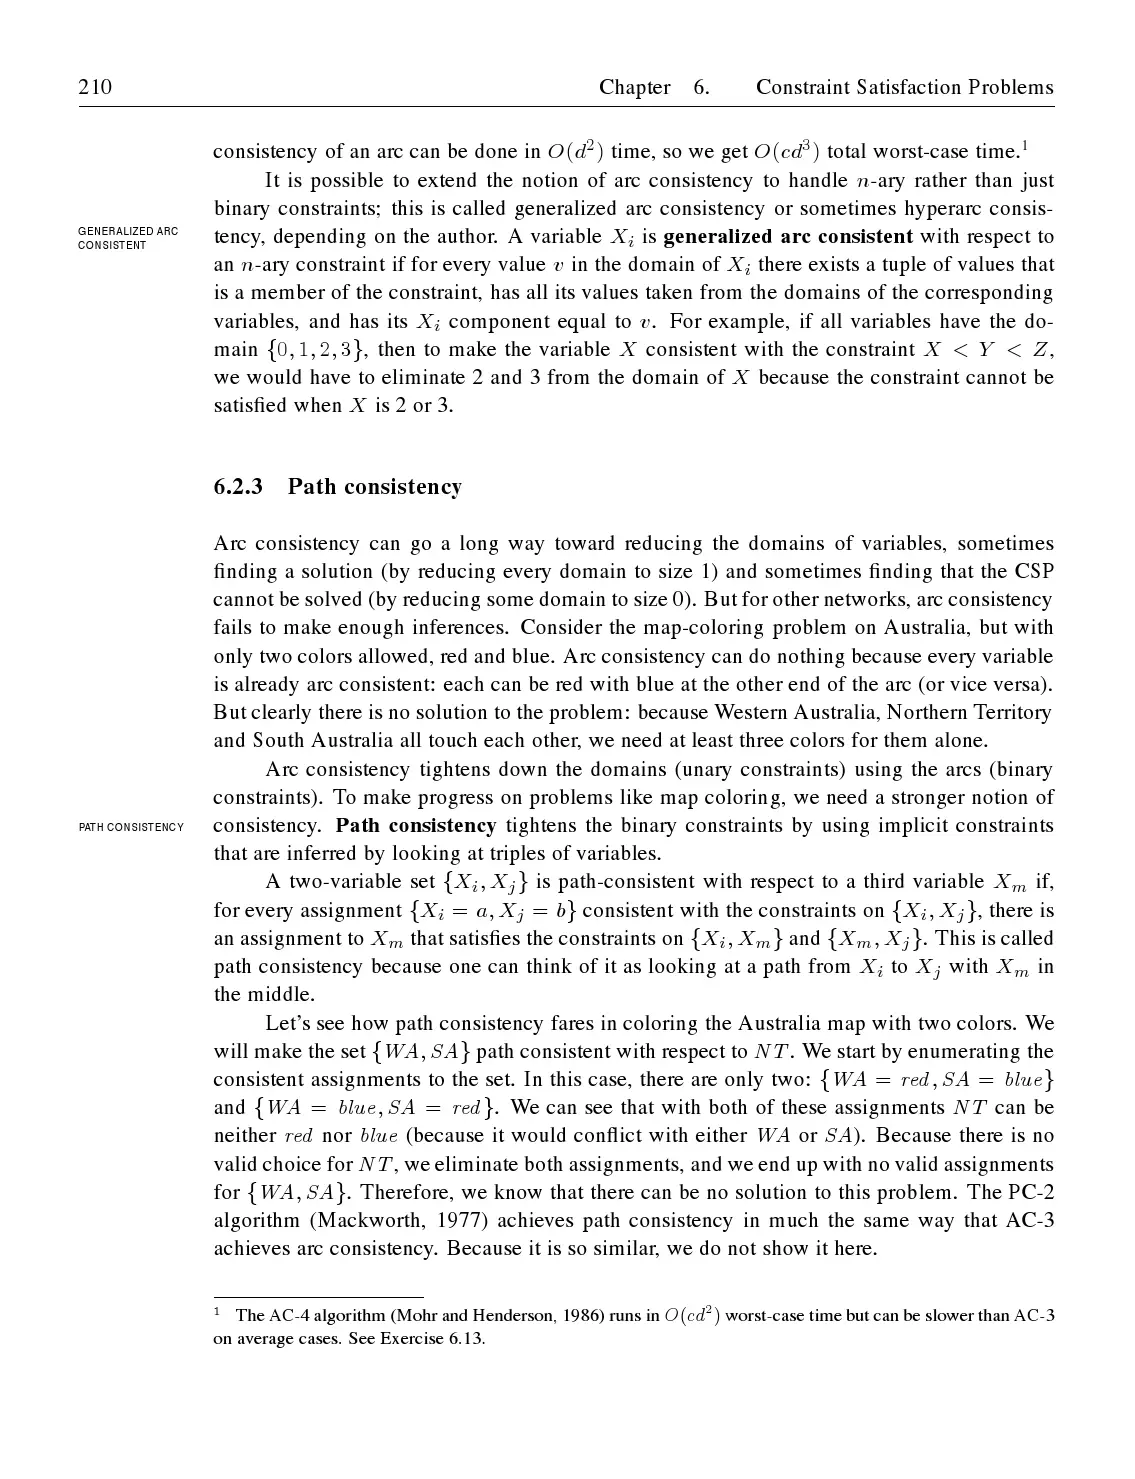 210 Chapter 6. Constraint Satisfaction Problems
consistency of an arc can be done in O(d²) time, so we get O(cd³) total worst-case time.¹
It is possible to extend the notion of arc consistency to handle n-ary rather than just
binary constraints; this is called generalized arc consistency or sometimes hyperarc consis-
GENERALIZED ARC
CONSISTENT
tency, depending on the author. A variable Xᵢ is generalized arc consistent with respect to
an n-ary constraint if for every value v in the domain of Xᵢ there exists a tuple of values that
is a member of the constraint, has all its values taken from the domains of the corresponding
variables, and has its Xᵢ component equal to v. For example, if all variables have the do-
main {0, 1, 2, 3}, then to make the variable X consistent with the constraint X < Y < Z,
we would have to eliminate 2 and 3 from the domain of X because the constraint cannot be
satisfied when X is 2 or 3.
6.2.3 Path consistency
Arc consistency can go a long way toward reducing the domains of variables, sometimes
finding a solution (by reducing every domain to size 1) and sometimes finding that the CSP
cannot be solved (by reducing some domain to size 0). But for other networks, arc consistency
fails to make enough inferences. Consider the map-coloring problem on Australia, but with
only two colors allowed, red and blue. Arc consistency can do nothing because every variable
is already arc consistent: each can be red with blue at the other end of the arc (or vice versa).
But clearly there is no solution to the problem: because Western Australia, Northern Territory
and South Australia all touch each other, we need at least three colors for them alone.
Arc consistency tightens down the domains (unary constraints) using the arcs (binary
constraints). To make progress on problems like map coloring, we need a stronger notion of
PATH CONSISTENCY
consistency. Path consistency tightens the binary constraints by using implicit constraints
that are inferred by looking at triples of variables.
A two-variable set {Xᵢ, Xⱼ} is path-consistent with respect to a third variable Xₘ if,
for every assignment {Xᵢ = a, Xⱼ = b} consistent with the constraints on {Xᵢ, Xⱼ}, there is
an assignment to Xₘ that satisfies the constraints on {Xᵢ, Xₘ} and {Xₘ, Xⱼ}. This is called
path consistency because one can think of it as looking at a path from Xᵢ to Xⱼ with Xₘ in
the middle.
Let's see how path consistency fares in coloring the Australia map with two colors. We
will make the set {WA, SA} path consistent with respect to NT. We start by enumerating the
consistent assignments to the set. In this case, there are only two: {WA = red, SA = blue}
and {WA = blue, SA = red}. We can see that with both of these assignments NT can be
neither red nor blue (because it would conflict with either WA or SA). Because there is no
valid choice for NT, we eliminate both assignments, and we end up with no valid assignments
for {WA, SA}. Therefore, we know that there can be no solution to this problem. The PC-2
algorithm (Mackworth, 1977) achieves path consistency in much the same way that AC-3
achieves arc consistency. Because it is so similar, we do not show it here.
¹ The AC-4 algorithm (Mohr and Henderson, 1986) runs in O(cd²) worst-case time but can be slower than AC-3
on average cases. See Exercise 6.13.